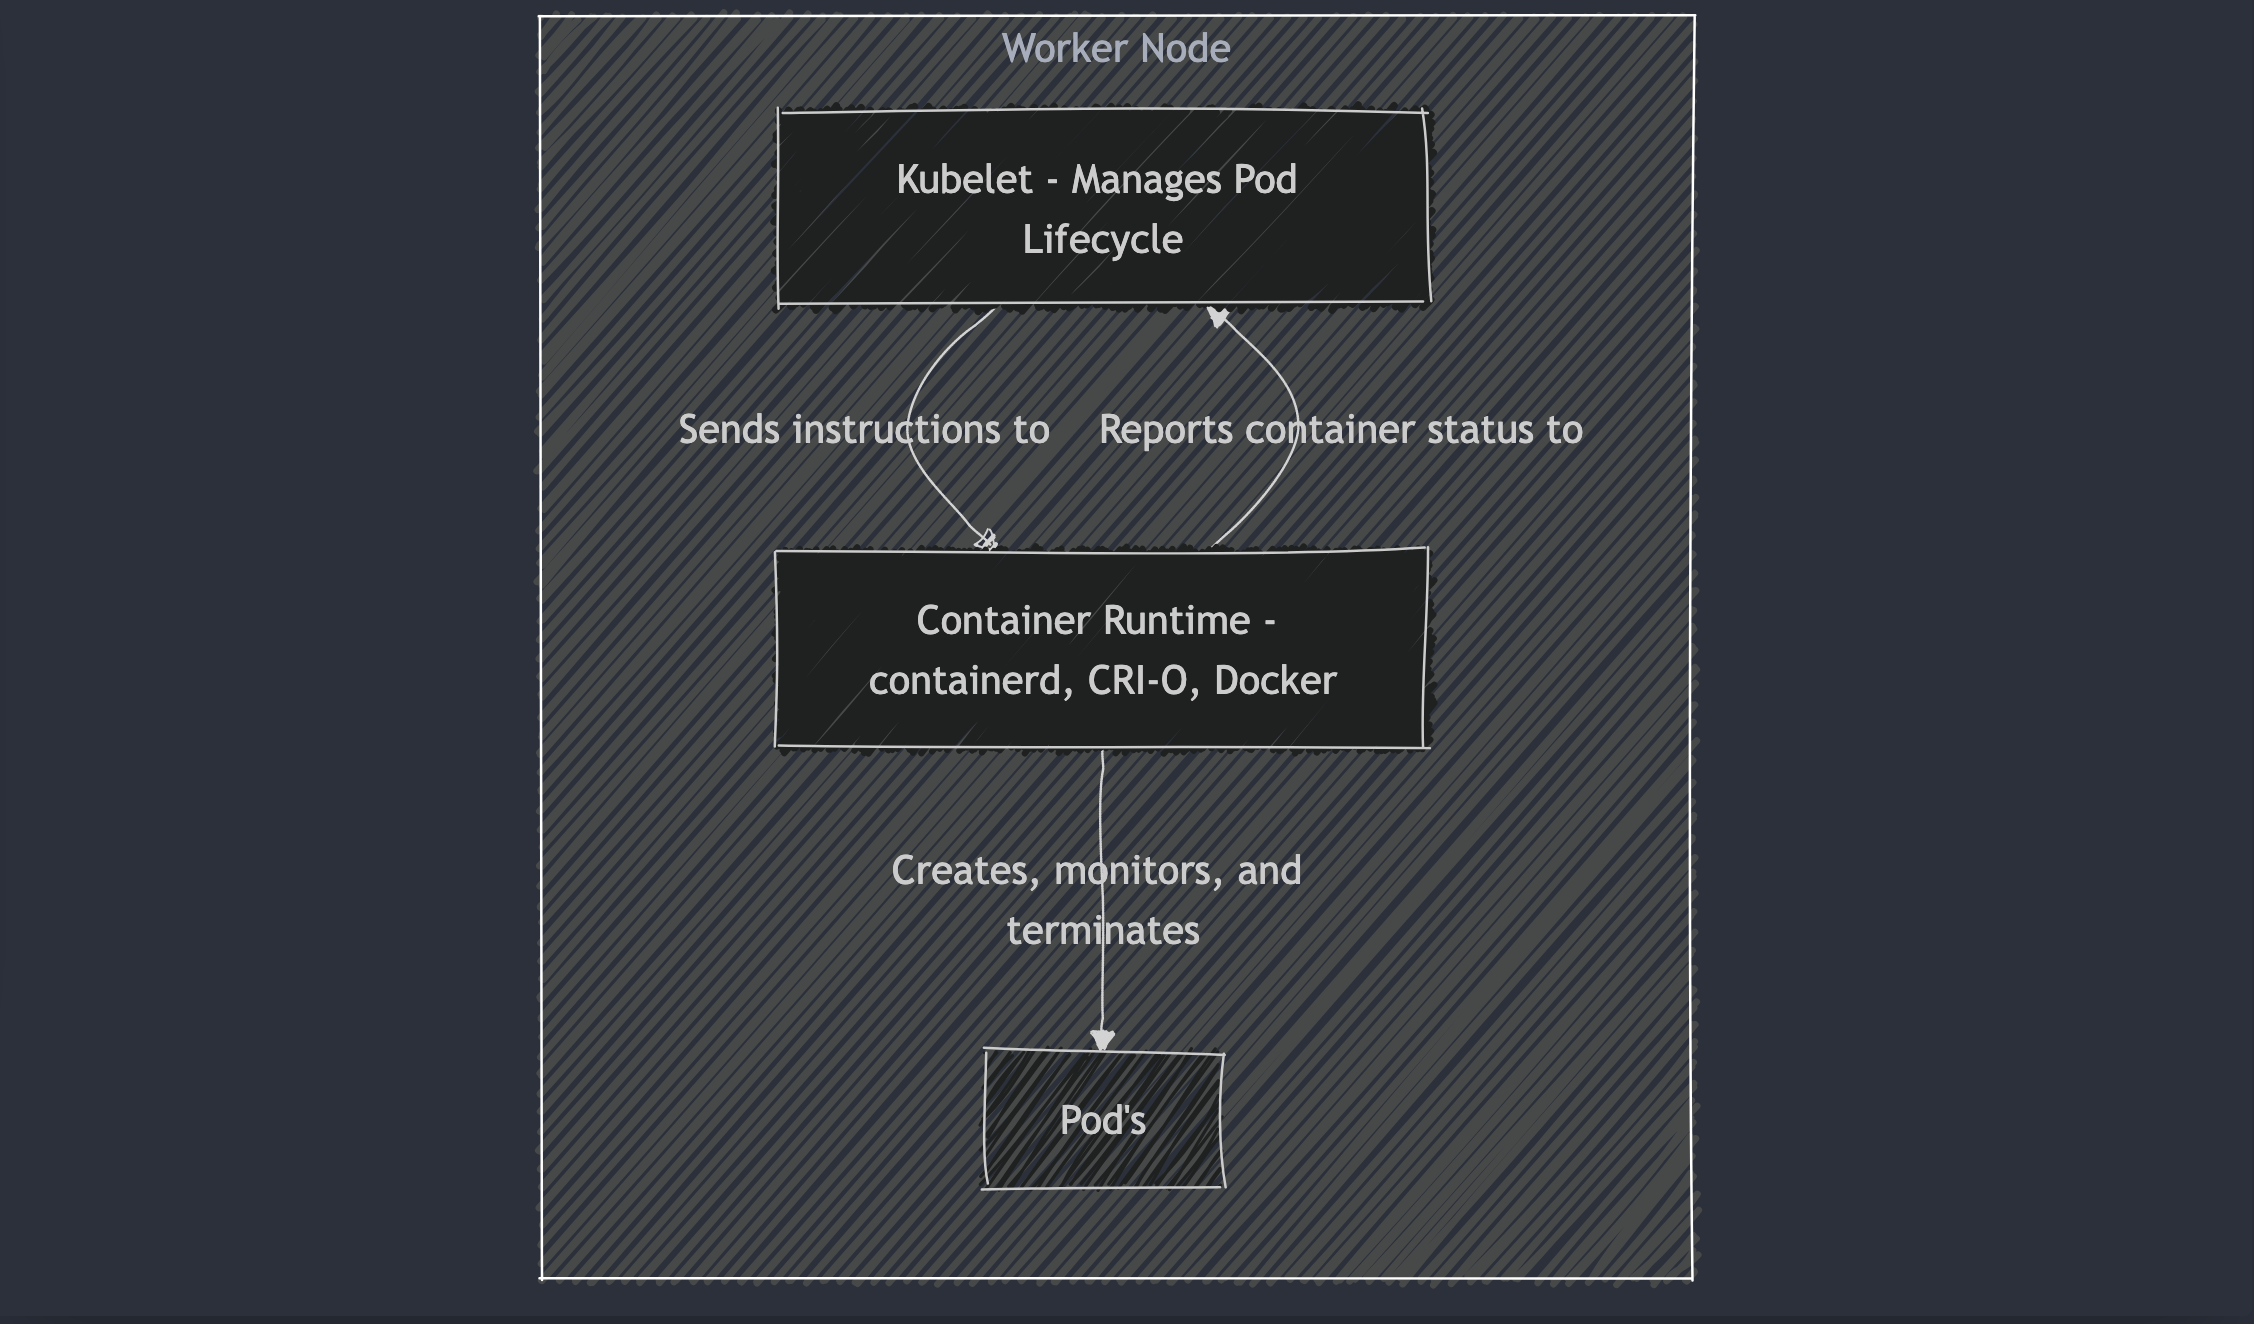 Worker Node
Kubelet - Manages Pod
Lifecycle
Sends instructions to
Reports container status to
Container Runtime -
containerd, CRI-O, Docker
Creates, monitors, and
terminates
Pod's